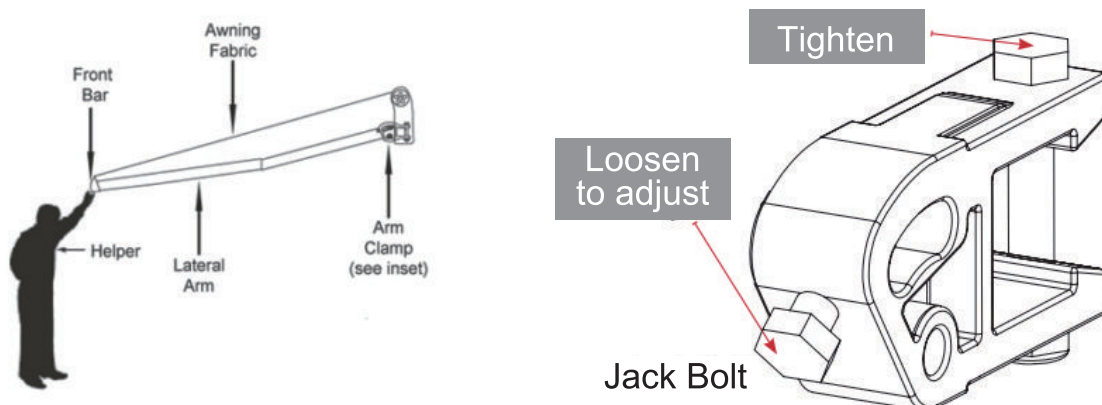 Awning
Fabric
Front
Bar
Helper
Lateral
Arm
Arm
Clamp
(see inset)
Tighten
Loosen
to adjust
Jack Bolt